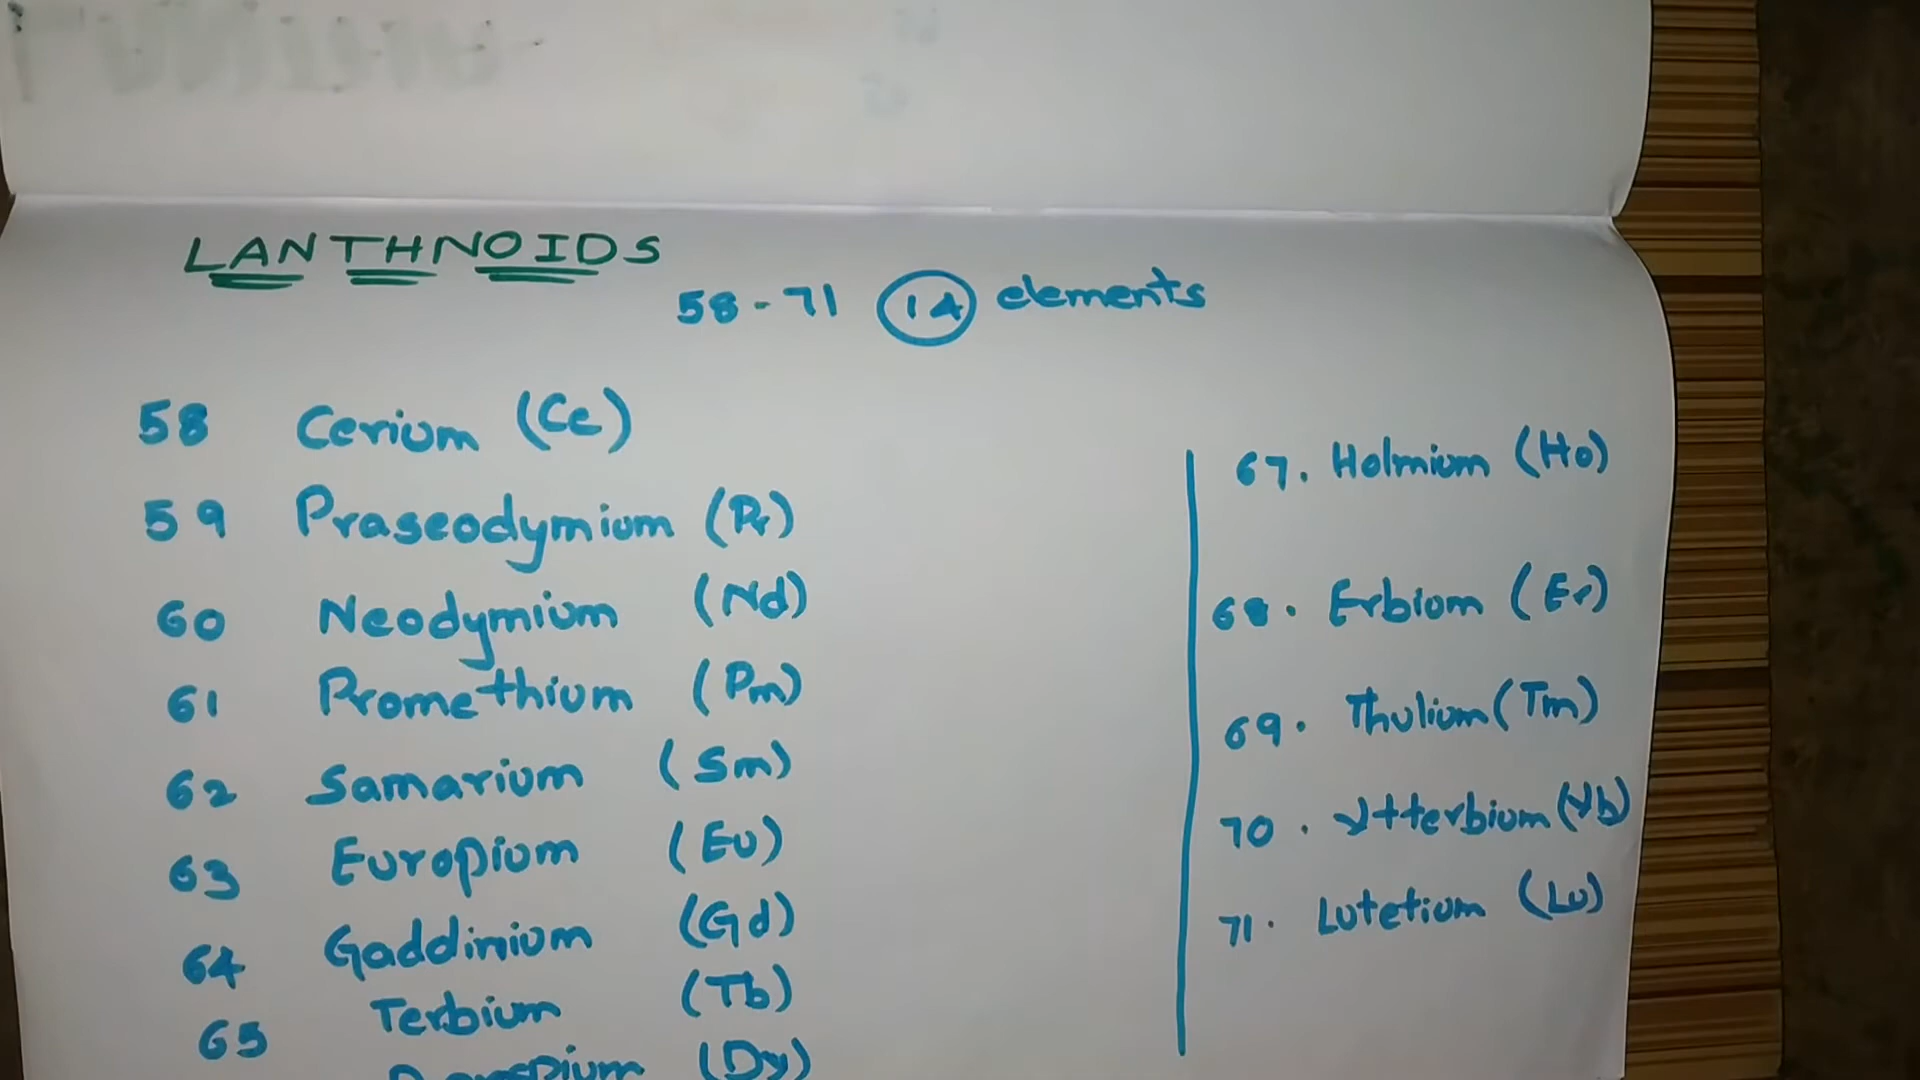 LANTHNOIDS
58-71 14 elements
58 Cerium (Ce)
59 Praseodymium (Pr)
60 Neodymium (Nd)
61 Promethium (Pm)
62 Samarium (Sm)
63 Europium (Eu)
64 Gaddinium (Gd)
65 Terbium (Tb)
(Dy)
67. Holmium (Ho)
68. Erbium (Er)
69. Thulium (Tm)
70. Ytterbium (Yb)
71. Lutetium (Lu)